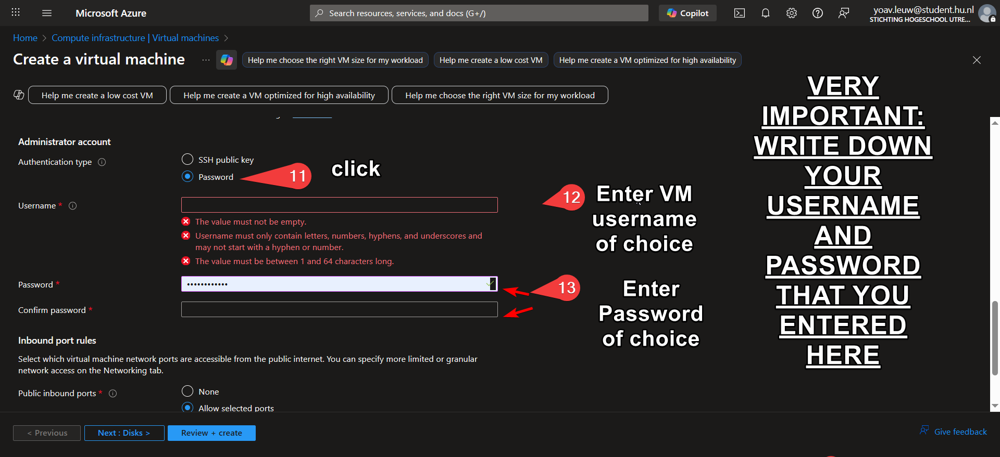 Microsoft Azure
Search resources, services, and docs (G+/)
Copilot
yoav.leuw@student.hu.nl
STICHTING HOGESCHOOL UTRE...
Home > Compute infrastructure | Virtual machines >
Create a virtual machine ...
Help me choose the right VM size for my workload
Help me create a low cost VM
Help me create a VM optimized for high availability
Help me create a low cost VM
Help me create a VM optimized for high availability
Help me choose the right VM size for my workload
Administrator account
Authentication type
SSH public key
Password
11
click
Username *
12
Enter VM
username
of choice
The value must not be empty.
Username must only contain letters, numbers, hyphens, and underscores and
may not start with a hyphen or number.
The value must be between 1 and 64 characters long.
Password *
••••••••••••
13
Enter
Password
of choice
Confirm password *
Inbound port rules
Select which virtual machine network ports are accessible from the public internet. You can specify more limited or granular
network access on the Networking tab.
Public inbound ports *
None
Allow selected ports
VERY
IMPORTANT:
WRITE DOWN
YOUR
USERNAME
AND
PASSWORD
THAT YOU
ENTERED
HERE
< Previous
Next : Disks >
Review + create
Give feedback